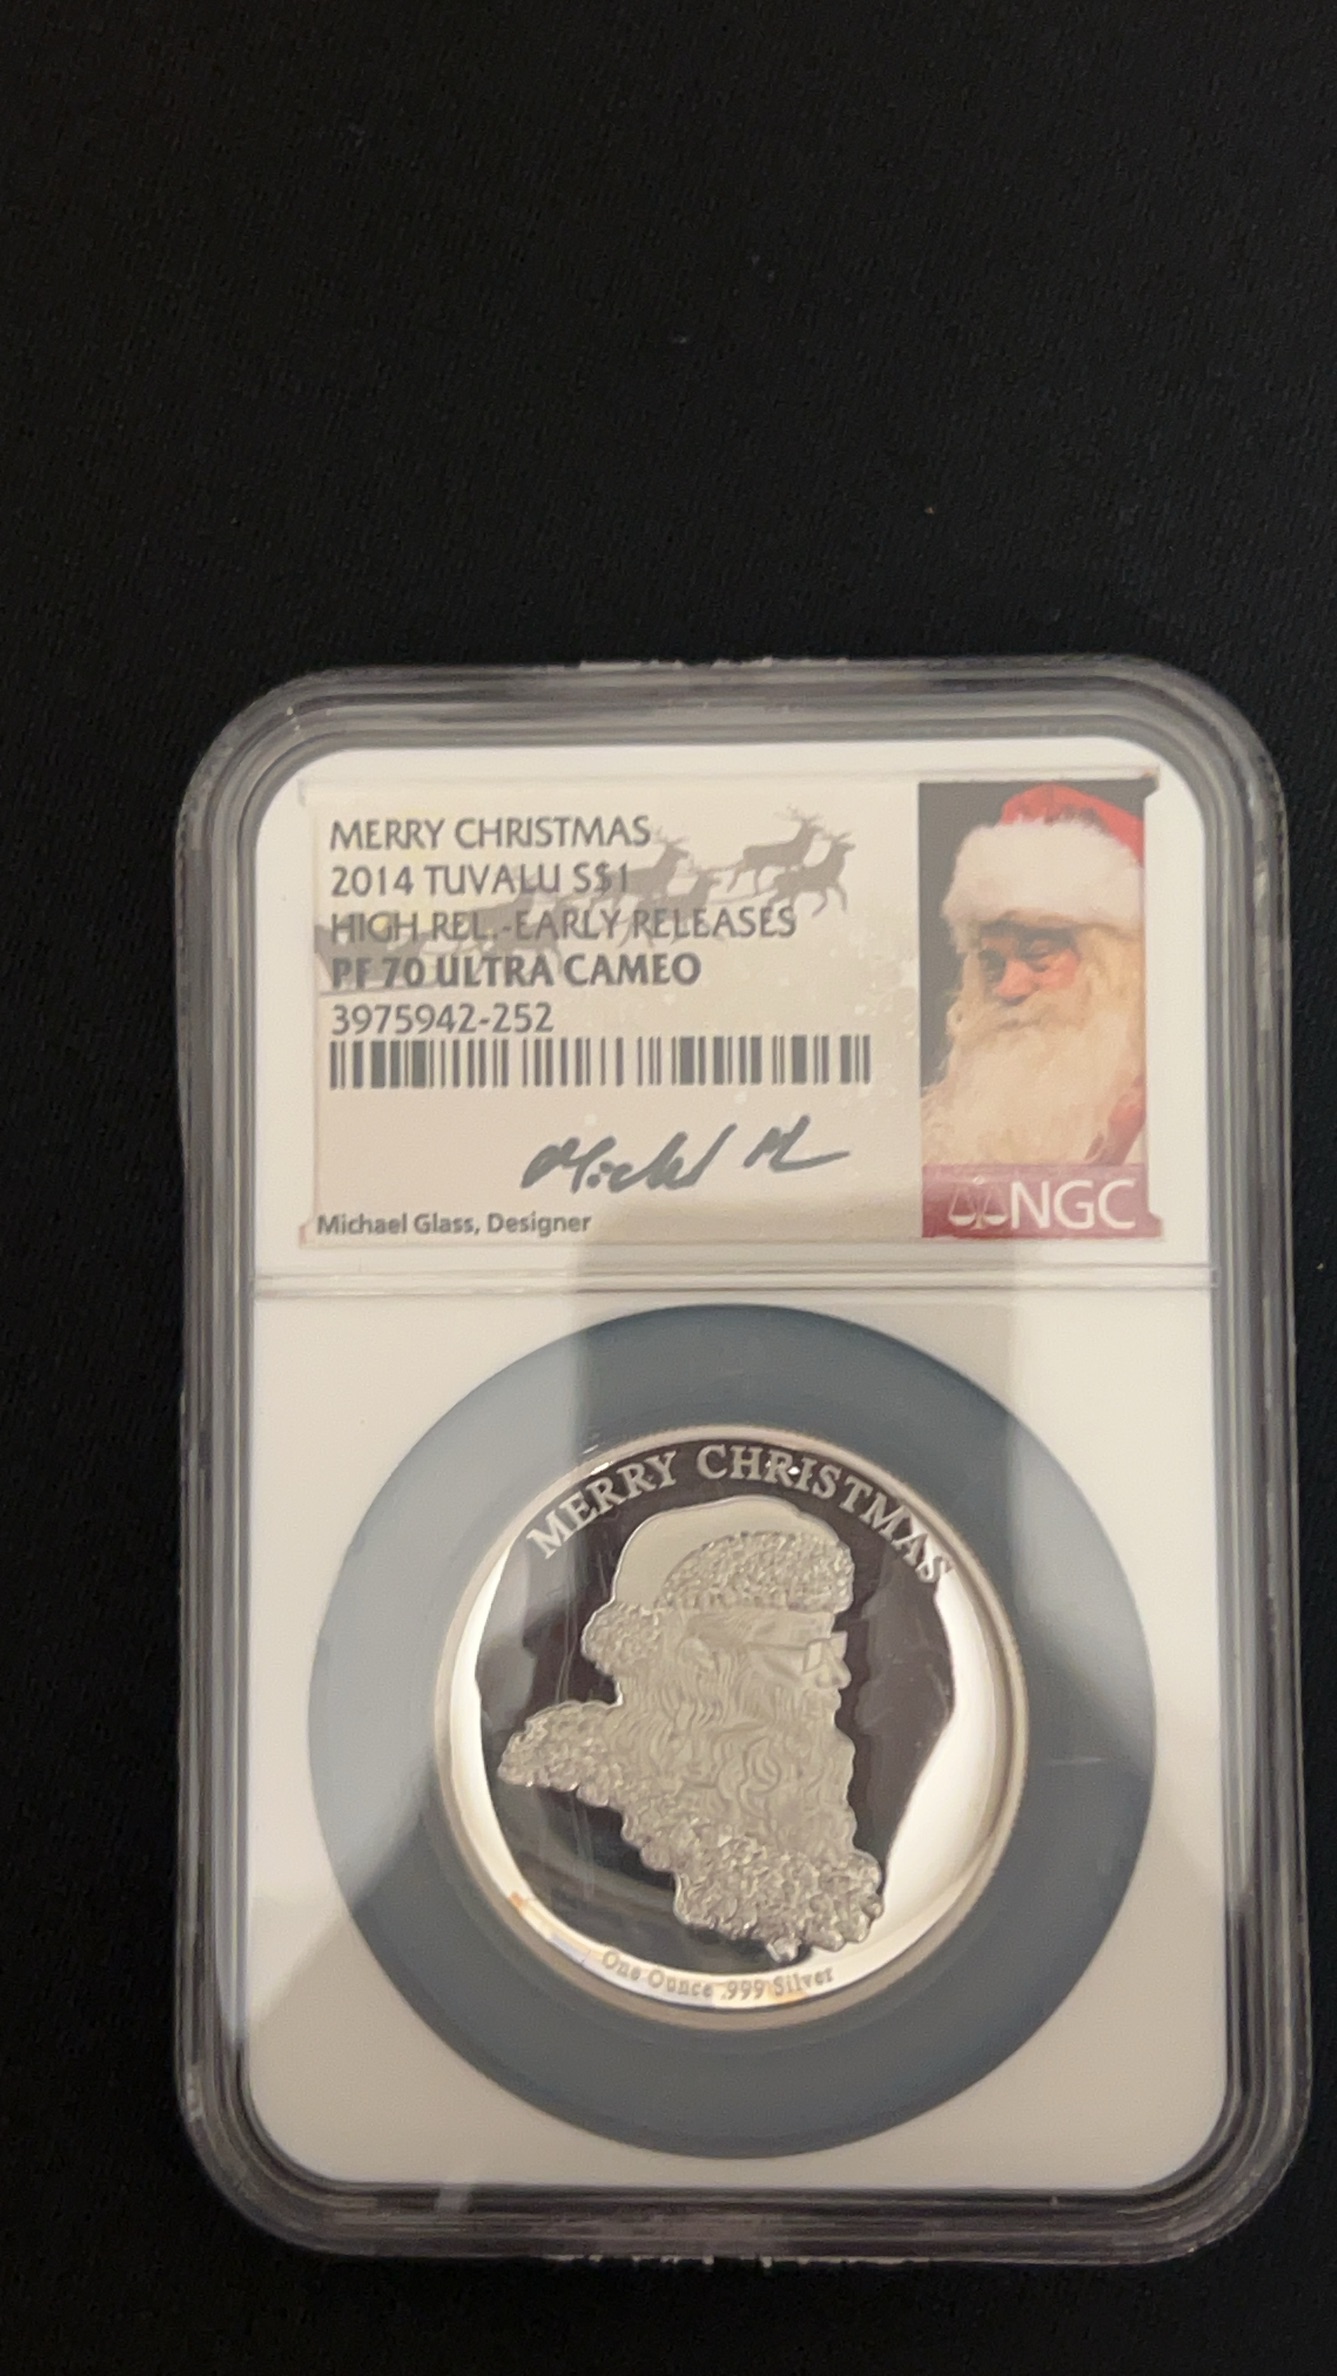 MERRY CHRISTMAS
2014 TUVALU S$1
HIGH REL.-EARLY RELEASES
PF 70 ULTRA CAMEO
3975942-252
Michael Glass, Designer
NGC
MERRY CHRISTMAS
One Ounce .999 Silver